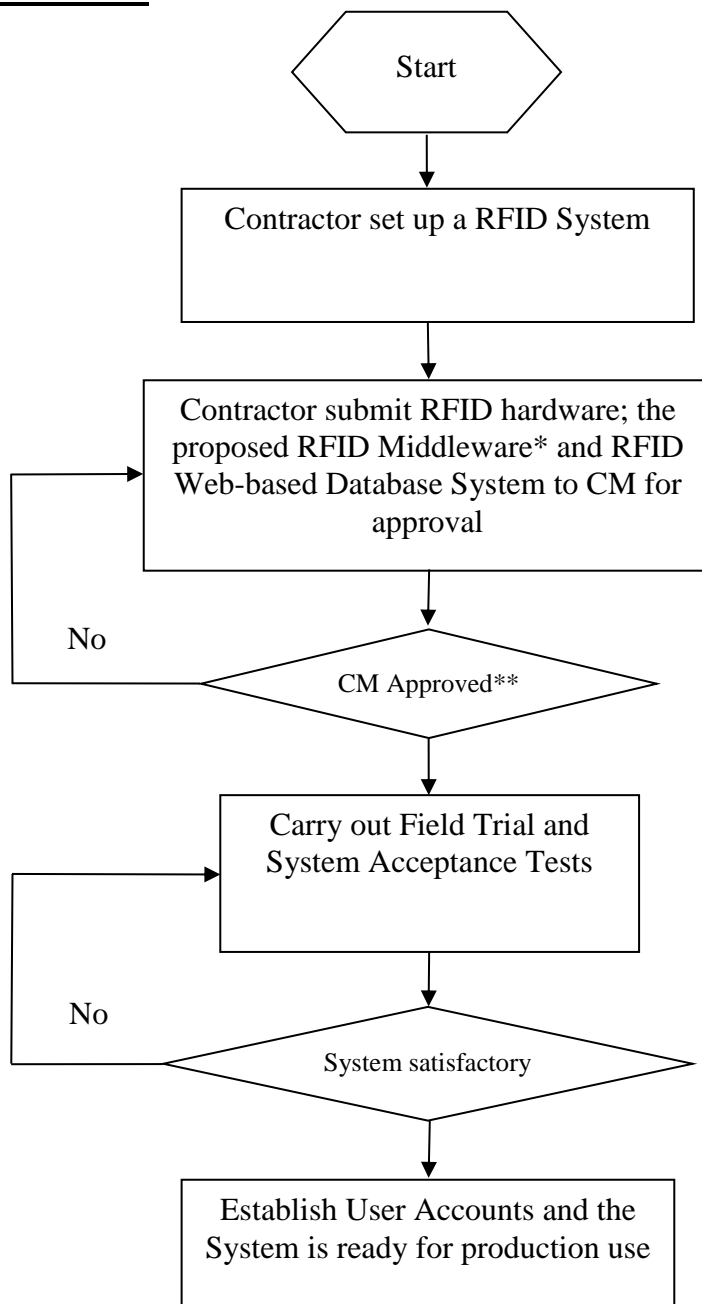 Start
Contractor set up a RFID System
Contractor submit RFID hardware; the
proposed RFID Middleware* and RFID
Web-based Database System to CM for
approval
No
CM Approved**
Carry out Field Trial and
System Acceptance Tests
No
System satisfactory
Establish User Accounts and the
System is ready for production use